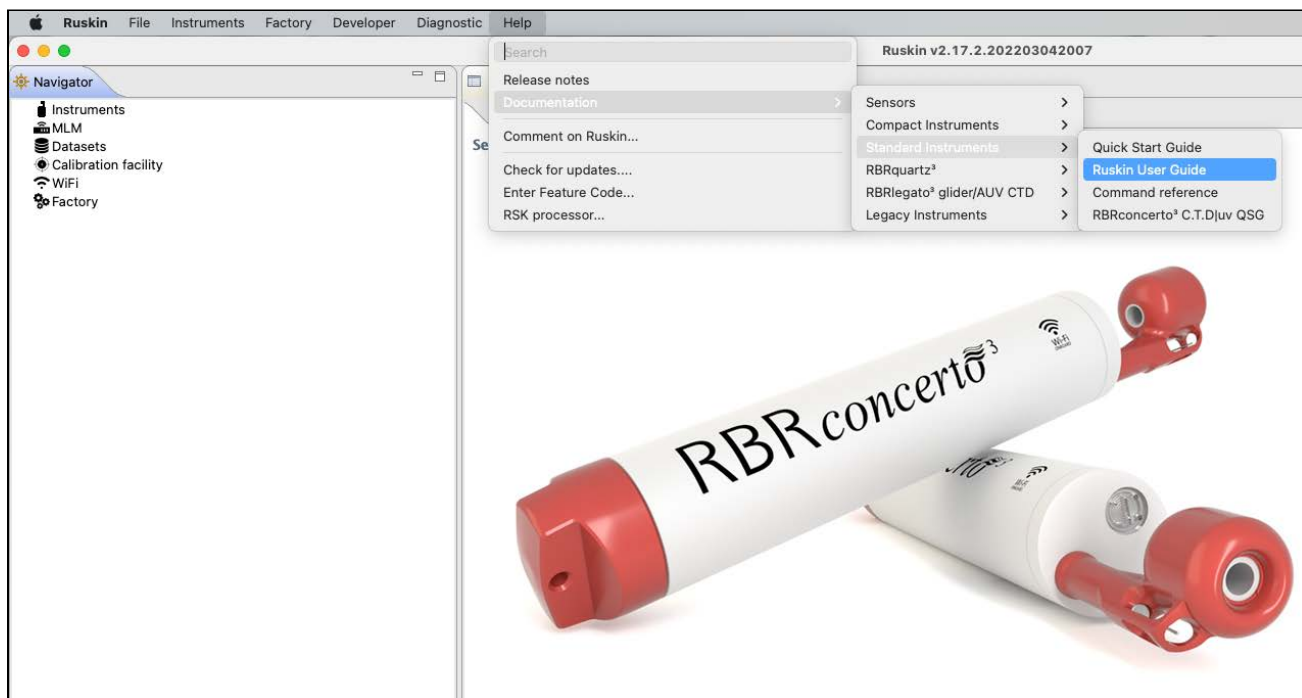 Ruskin File Instruments Factory Developer Diagnostic Help
Ruskin v2.17.2.202203042007
Navigator
Instruments
MLM
Datasets
Calibration facility
WiFi
Factory
Se
Search
Release notes
Documentation
Comment on Ruskin...
Check for updates....
Enter Feature Code...
RSK processor...
Sensors
Compact Instruments
Standard Instruments
RBRquartz³
RBRlegato³ glider/AUV CTD
Legacy Instruments
Quick Start Guide
Ruskin User Guide
Command reference
RBRconcerto³ C.T.D|uv QSG
RBRconcerto³
Wi-Fi